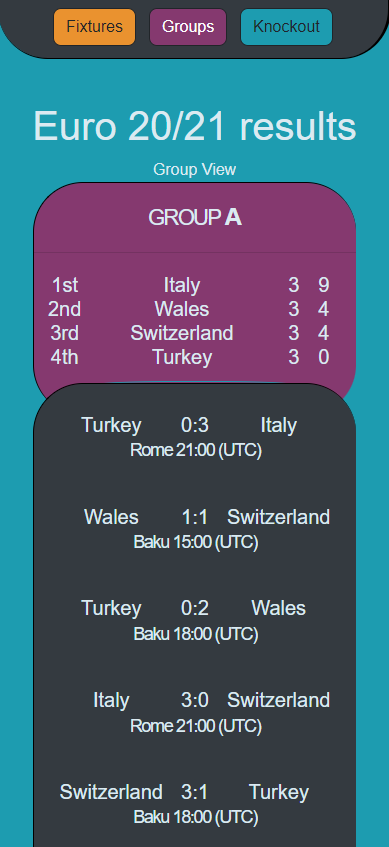 Fixtures Groups Knockout
Euro 20/21 results
Group View
GROUP A
1st Italy 3 9
2nd Wales 3 4
3rd Switzerland 3 4
4th Turkey 3 0
Turkey 0:3 Italy
Rome 21:00 (UTC)
Wales 1:1 Switzerland
Baku 15:00 (UTC)
Turkey 0:2 Wales
Baku 18:00 (UTC)
Italy 3:0 Switzerland
Rome 21:00 (UTC)
Switzerland 3:1 Turkey
Baku 18:00 (UTC)